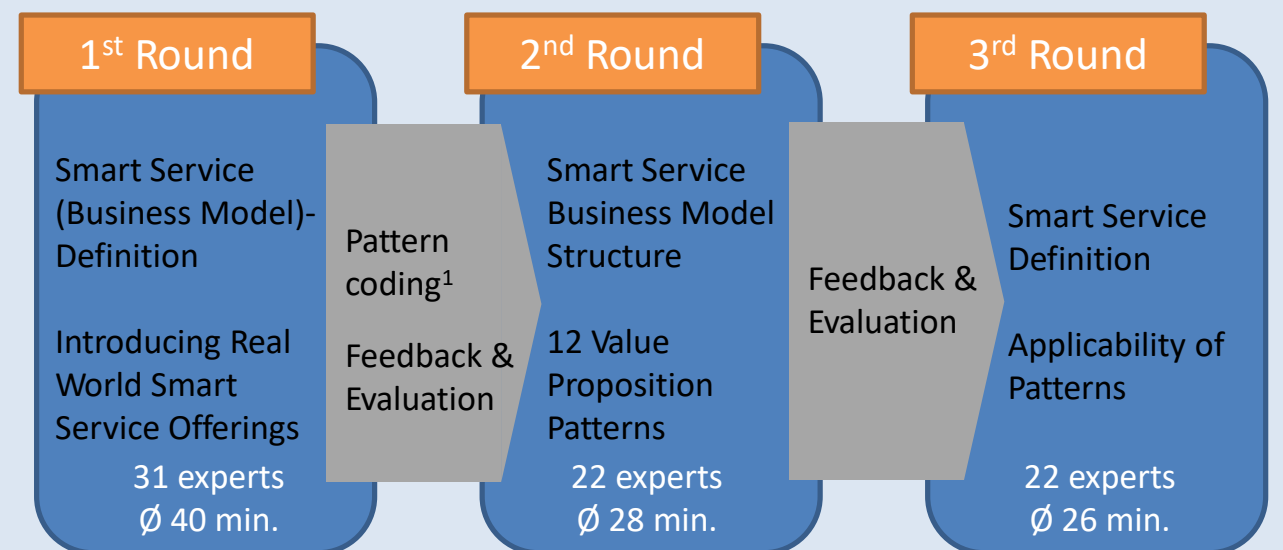 1st Round
Smart Service
(Business Model)-
Definition
Introducing Real
World Smart
Service Offerings
31 experts
Ø 40 min.
Pattern
coding1
Feedback &
Evaluation
2nd Round
Smart Service
Business Model
Structure
12 Value
Proposition
Patterns
22 experts
Ø 28 min.
Feedback &
Evaluation
3rd Round
Smart Service
Definition
Applicability of
Patterns
22 experts
Ø 26 min.